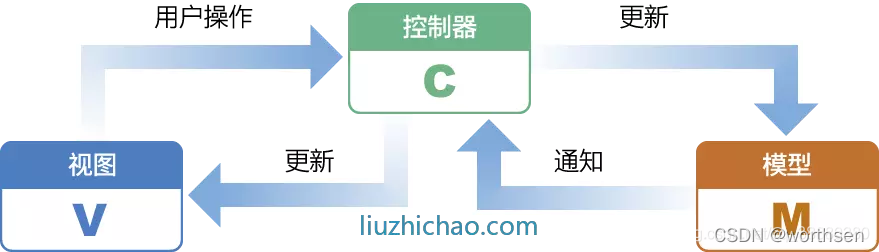 用户操作
控制器
更新
C
视图
更新
通知
模型
V
liuzhichao.com
M
CSDN @worthsen